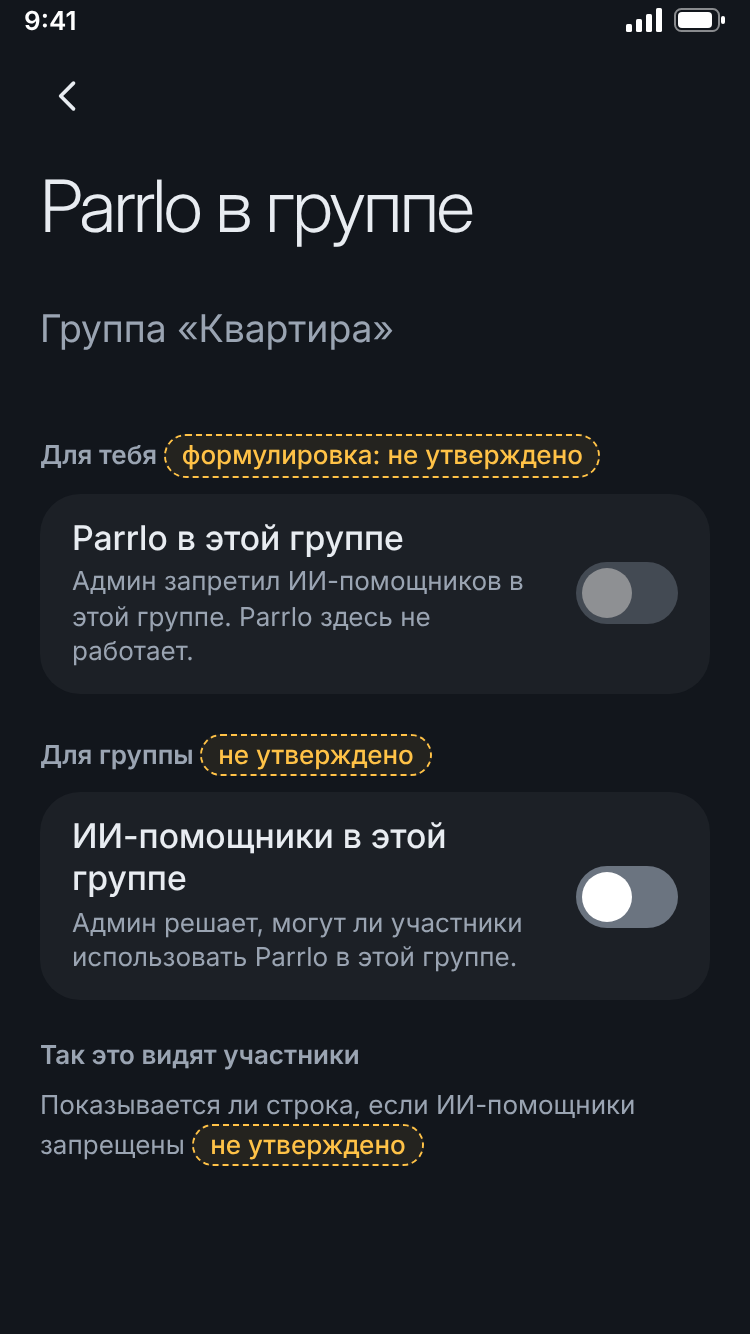 9:41
Parrlo в группе
Группа «Квартира»
Для тебя формулировка: не утверждено
Parrlo в этой группе
Админ запретил ИИ-помощников в
этой группе. Parrlo здесь не
работает.
Для группы не утверждено
ИИ-помощники в этой
группе
Админ решает, могут ли участники
использовать Parrlo в этой группе.
Так это видят участники
Показывается ли строка, если ИИ-помощники
запрещены не утверждено